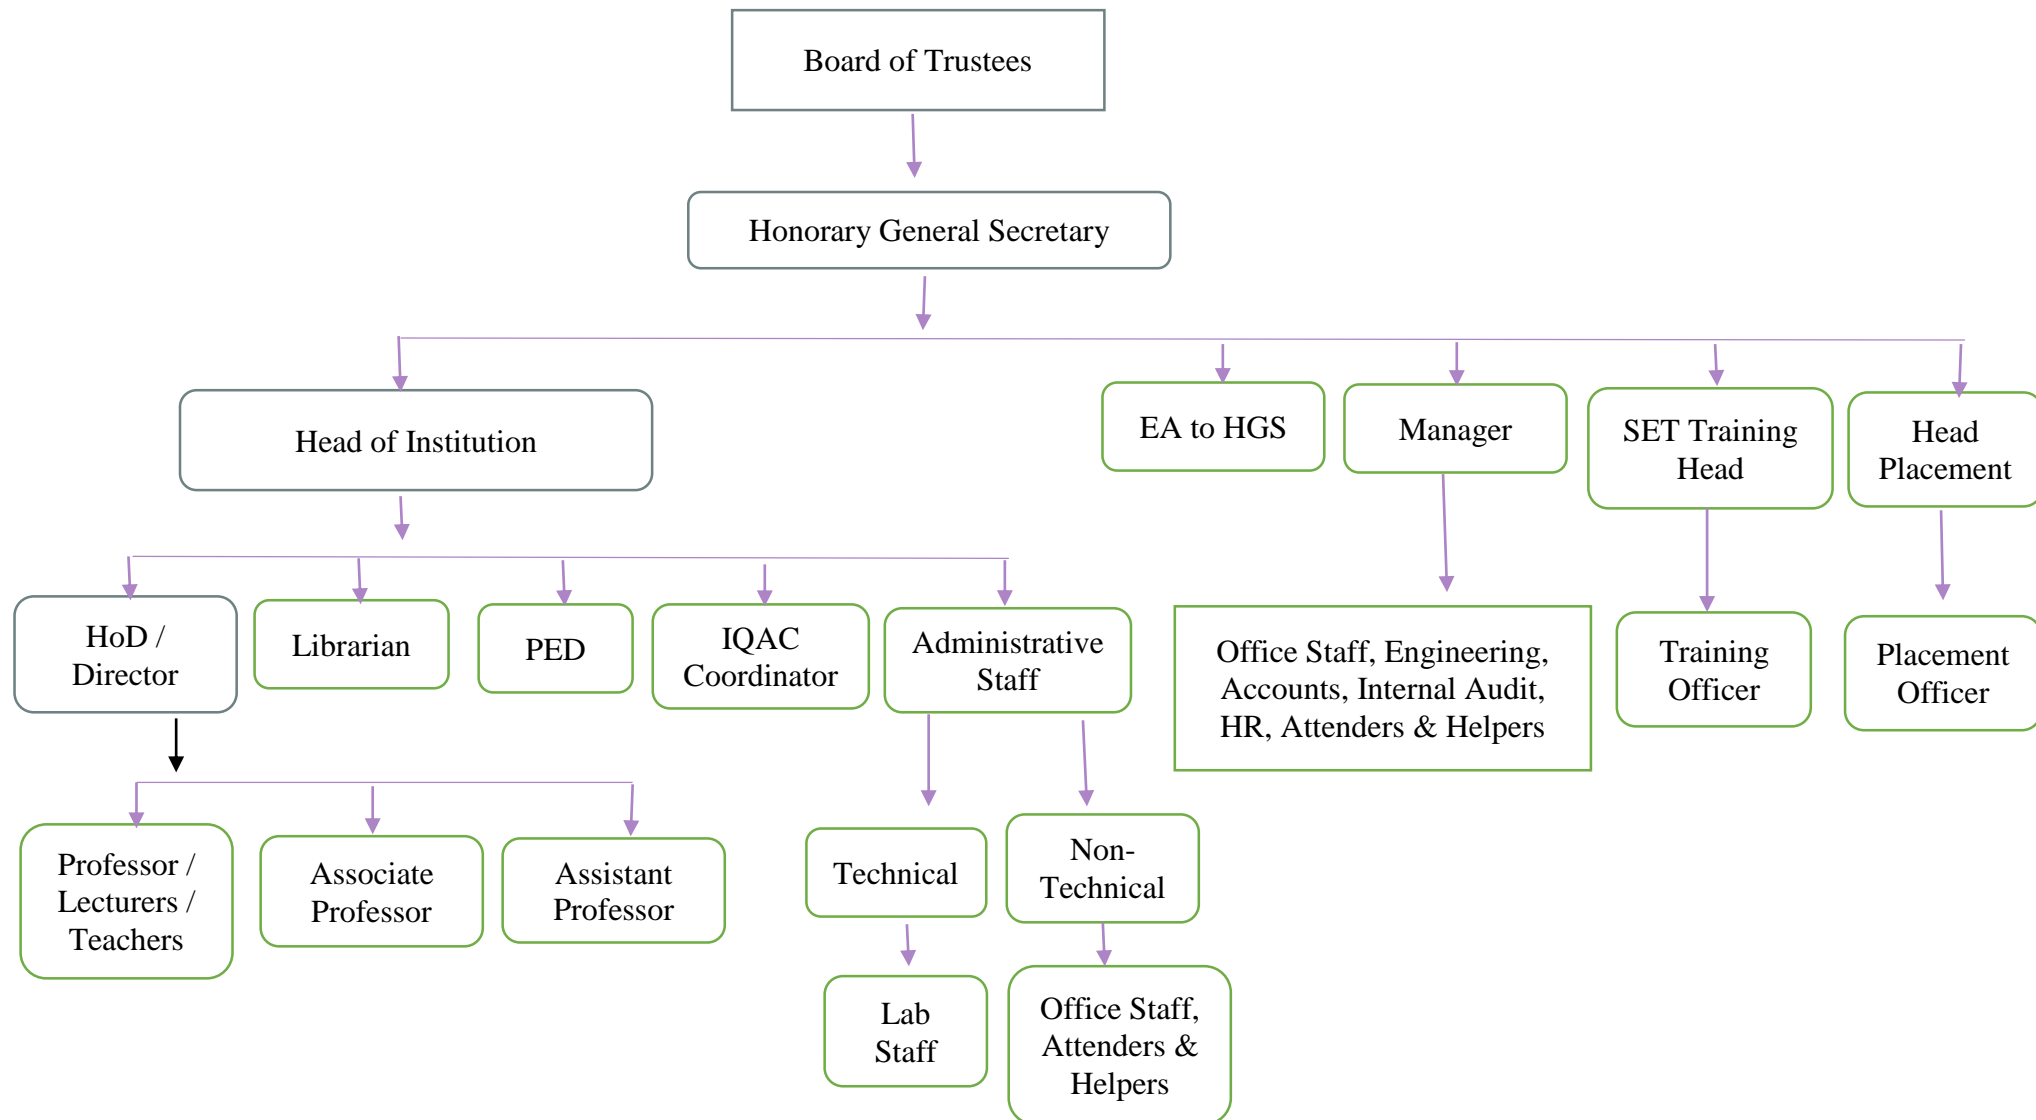 Board of Trustees
Honorary General Secretary
Head of Institution
EA to HGS
Manager
SET Training
Head
Head
Placement
HoD /
Director
Librarian
PED
IQAC
Coordinator
Administrative
Staff
Office Staff, Engineering,
Accounts, Internal Audit,
HR, Attenders & Helpers
Training
Officer
Placement
Officer
Professor /
Lecturers /
Teachers
Associate
Professor
Assistant
Professor
Technical
Non-
Technical
Lab
Staff
Office Staff,
Attenders &
Helpers